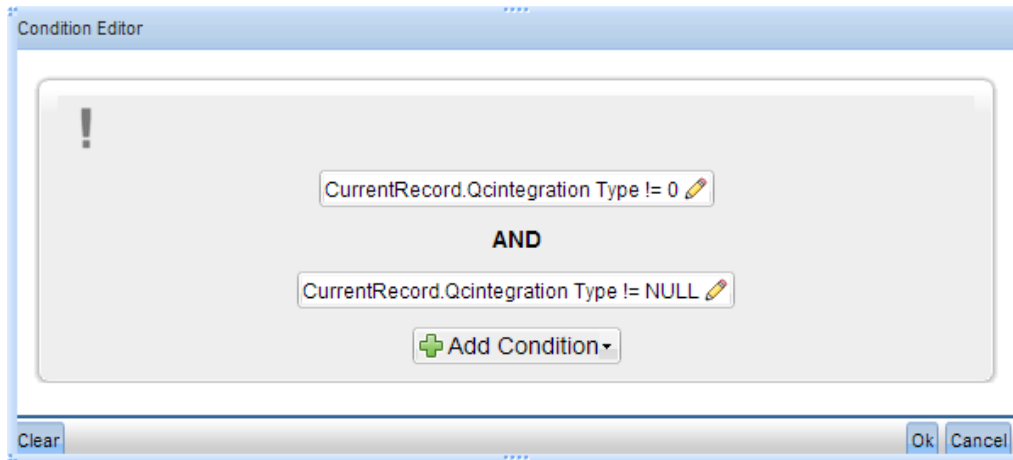 Condition Editor
!
CurrentRecord.Qcintegration Type != 0
AND
CurrentRecord.Qcintegration Type != NULL
Add Condition
Clear Ok Cancel